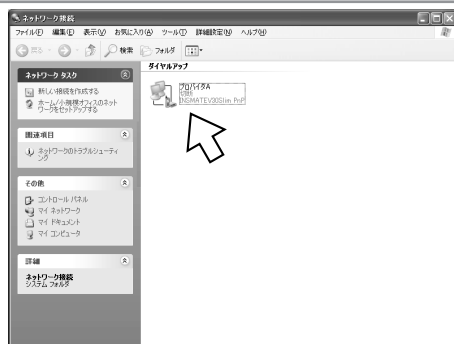 ネットワーク接続
ファイル(F) 編集(E) 表示(V) お気に入り(A) ツール(T) 詳細設定(N) ヘルプ(H)
戻る 検索 フォルダ
ネットワーク タスク
新しい接続を作成する
ホーム/小規模オフィスのネット
ワークをセットアップする
関連項目
ネットワークのトラブルシューティ
ング
その他
コントロール パネル
マイ ネットワーク
マイ ドキュメント
マイ コンピュータ
詳細
ネットワーク接続
システム フォルダ
ダイヤルアップ
プロバイダA
切断
INSMATEV30Slim PnP